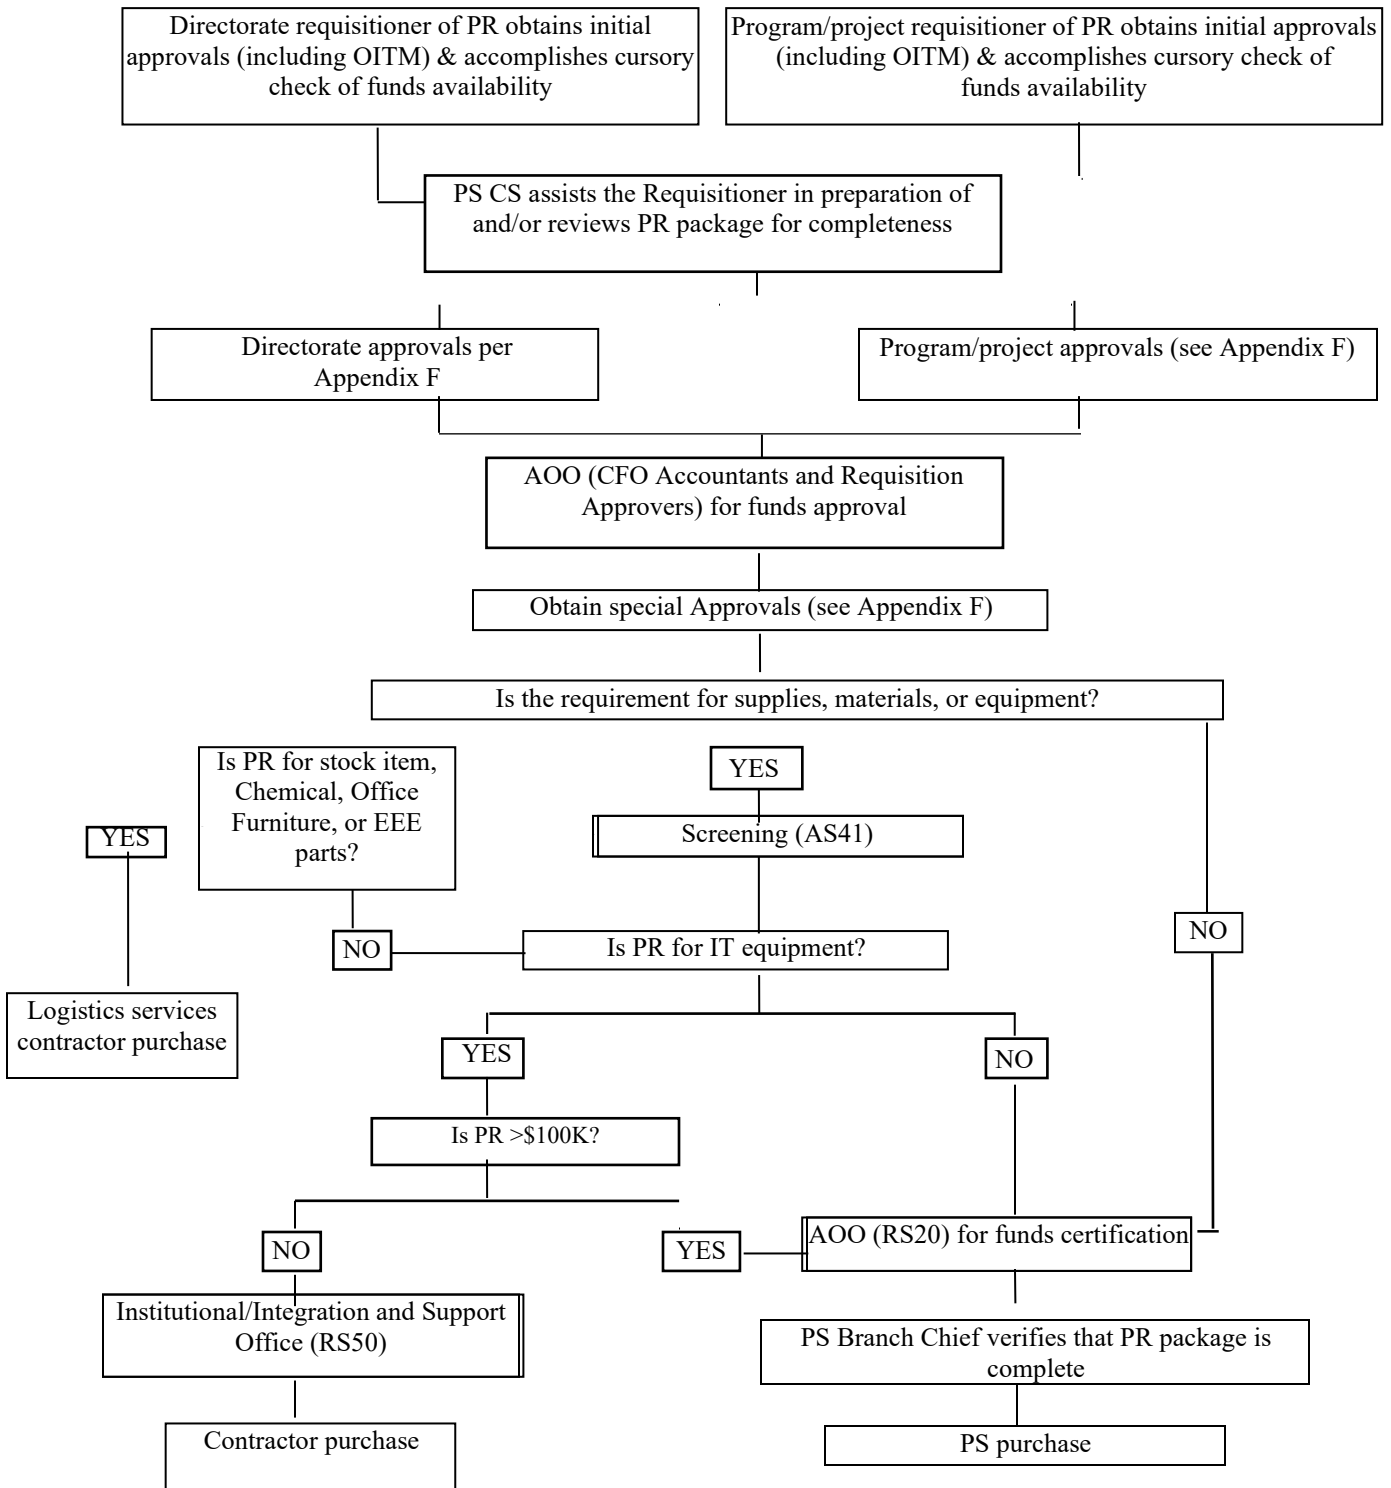 Directorate requisitioner of PR obtains initial
approvals (including OITM) & accomplishes cursory
check of funds availability
Program/project requisitioner of PR obtains initial approvals
(including OITM) & accomplishes cursory check of
funds availability
PS CS assists the Requisitioner in preparation of
and/or reviews PR package for completeness
Directorate approvals per
Appendix F
Program/project approvals (see Appendix F)
AOO (CFO Accountants and Requisition
Approvers) for funds approval
Obtain special Approvals (see Appendix F)
Is the requirement for supplies, materials, or equipment?
Is PR for stock item,
Chemical, Office
Furniture, or EEE
parts?
YES
YES
Screening (AS41)
NO
NO
Is PR for IT equipment?
Logistics services
contractor purchase
YES
NO
Is PR >$100K?
NO
YES
AOO (RS20) for funds certification
Institutional/Integration and Support
Office (RS50)
PS Branch Chief verifies that PR package is
complete
Contractor purchase
PS purchase